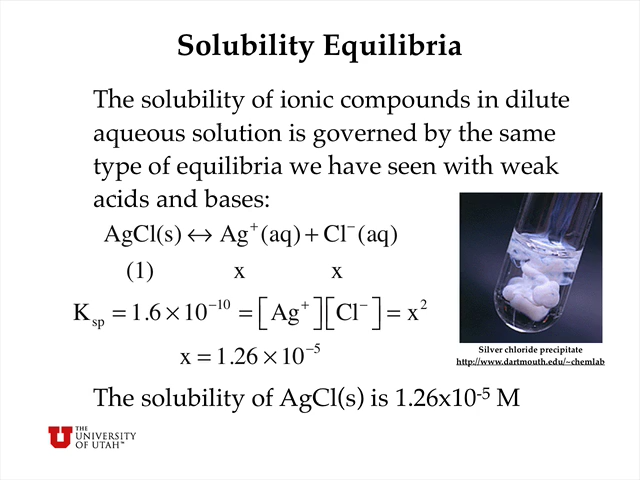 Solubility Equilibria
The solubility of ionic compounds in dilute
aqueous solution is governed by the same
type of equilibria we have seen with weak
acids and bases:
AgCl(s) ↔ Ag⁺(aq) + Cl⁻(aq)
(1) x x
Ksp = 1.6 × 10⁻¹⁰ = [Ag⁺][Cl⁻] = x²
x = 1.26 × 10⁻⁵
Silver chloride precipitate
http://www.dartmouth.edu/~chemlab
The solubility of AgCl(s) is 1.26x10⁻⁵ M
THE
UNIVERSITY
OF UTAH™